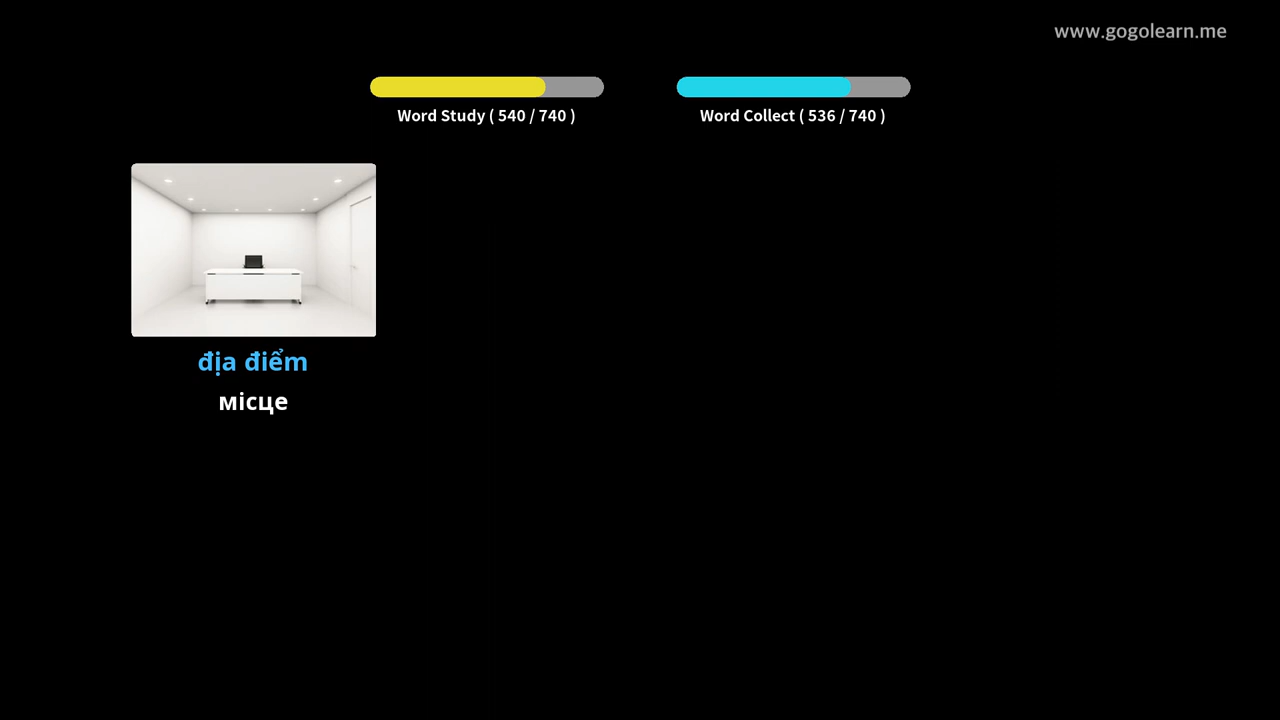 www.gogolearn.me
Word Study ( 540 / 740 )
Word Collect ( 536 / 740 )
địa điểm
місце